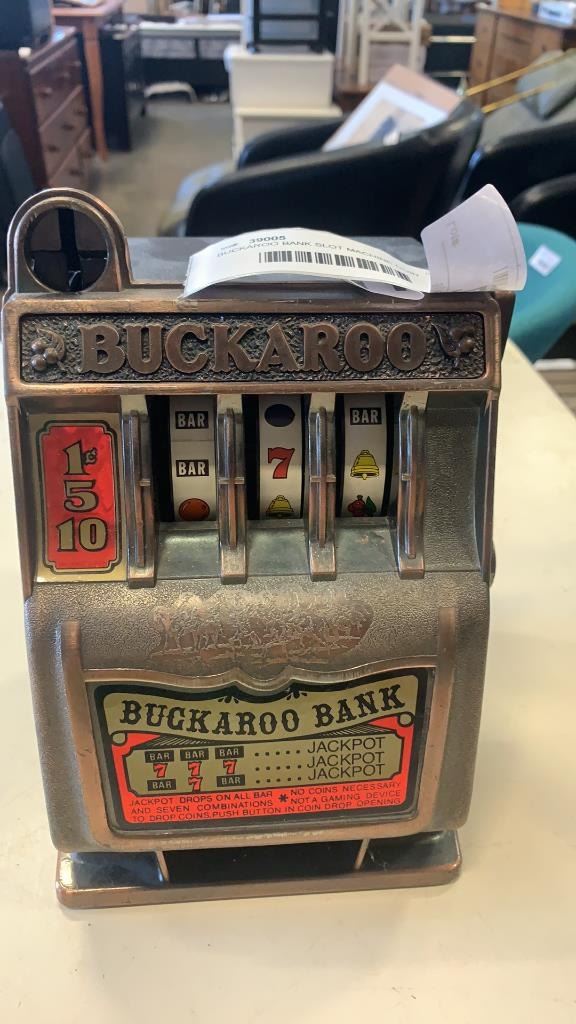 39005
BUCKAROO BANK SLOT MACHINE
BUCKAROO
1¢
5
10
BAR
BAR
7
BAR
BUCKAROO BANK
BAR BAR BAR ..... JACKPOT
7 7 7 ..... JACKPOT
BAR 7 BAR ..... JACKPOT
JACKPOT DROPS ON ALL BAR * NO COINS NECESSARY
AND SEVEN COMBINATIONS NOT A GAMING DEVICE
TO DROP COINS, PUSH BUTTON IN COIN DROP OPENING